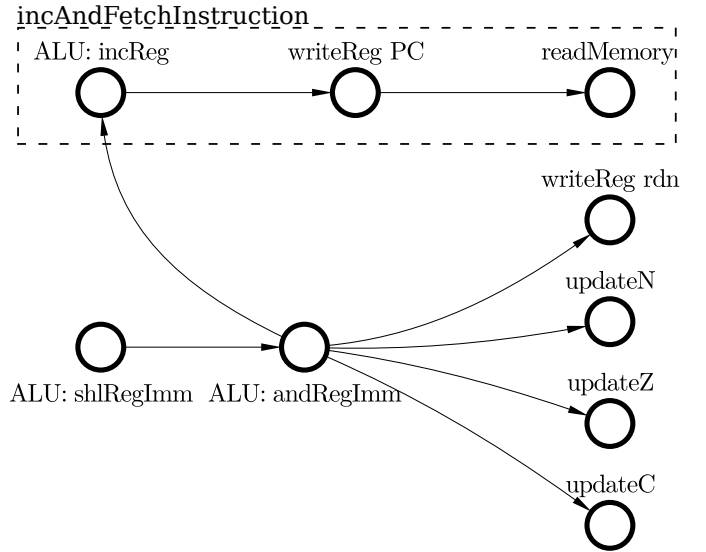 incAndFetchInstruction
ALU: incReg
writeReg PC
readMemory
writeReg rdn
updateN
ALU: shlRegImm
ALU: andRegImm
updateZ
updateC